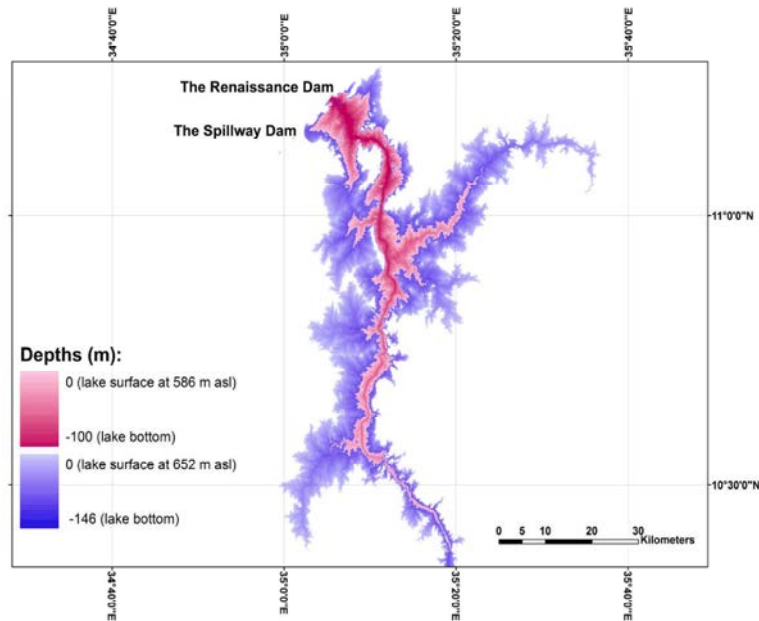 34°40'0"E
35°0'0"E
35°20'0"E
35°40'0"E
The Renaissance Dam
The Spillway Dam
11°0'0"N
Depths (m):
0 (lake surface at 586 m asl)
-100 (lake bottom)
0 (lake surface at 652 m asl)
-146 (lake bottom)
10°30'0"N
0 5 10 20 30
Kilometers
34°40'0"E
35°0'0"E
35°20'0"E
35°40'0"E